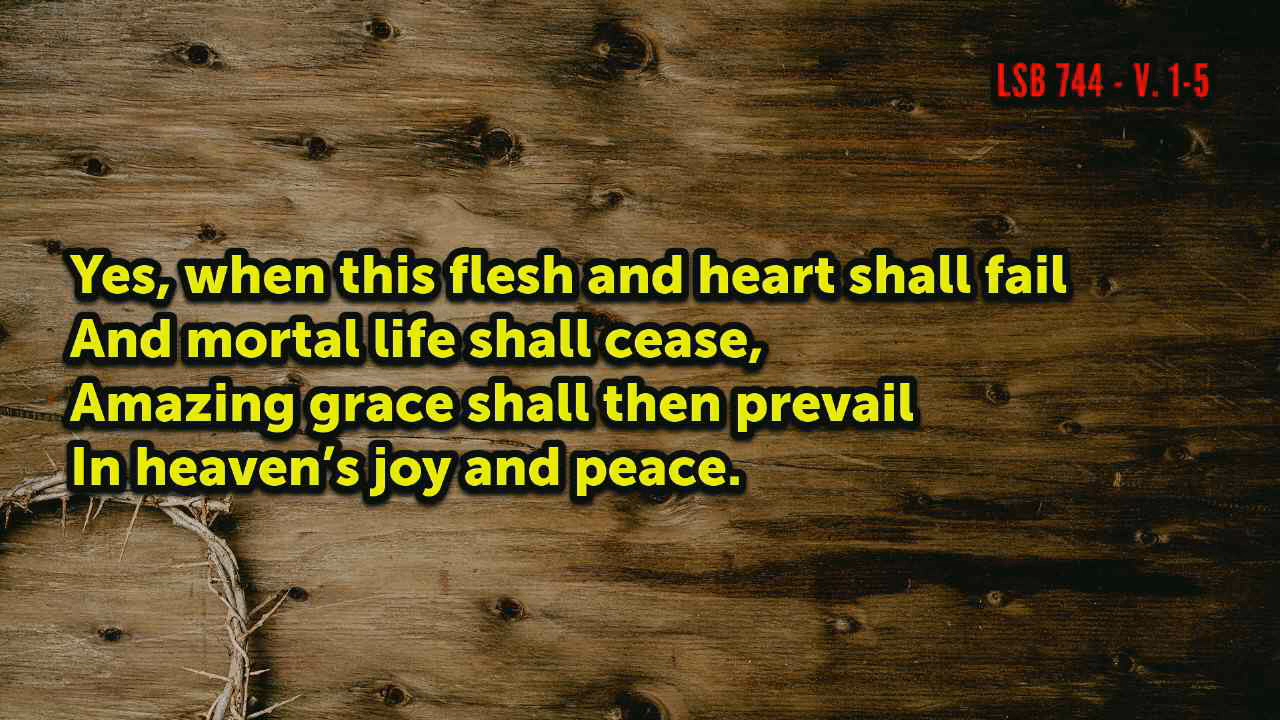 LSB 744 - V. 1-5
Yes, when this flesh and heart shall fail
And mortal life shall cease,
Amazing grace shall then prevail
In heaven’s joy and peace.